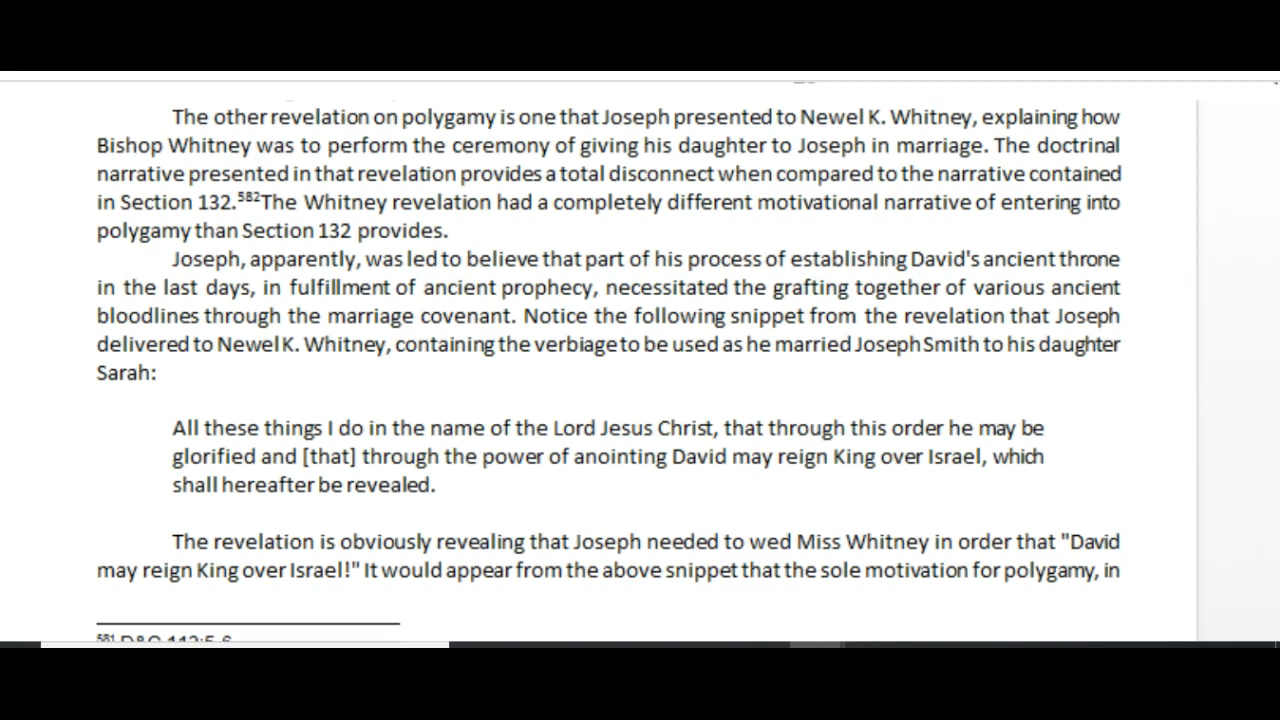 The other revelation on polygamy is one that Joseph presented to Newel K. Whitney, explaining how
Bishop Whitney was to perform the ceremony of giving his daughter to Joseph in marriage. The doctrinal
narrative presented in that revelation provides a total disconnect when compared to the narrative contained
in Section 132.⁵⁸²The Whitney revelation had a completely different motivational narrative of entering into
polygamy than Section 132 provides.
Joseph, apparently, was led to believe that part of his process of establishing David's ancient throne
in the last days, in fulfillment of ancient prophecy, necessitated the grafting together of various ancient
bloodlines through the marriage covenant. Notice the following snippet from the revelation that Joseph
delivered to Newel K. Whitney, containing the verbiage to be used as he married Joseph Smith to his daughter
Sarah:
All these things I do in the name of the Lord Jesus Christ, that through this order he may be
glorified and [that] through the power of anointing David may reign King over Israel, which
shall hereafter be revealed.
The revelation is obviously revealing that Joseph needed to wed Miss Whitney in order that "David
may reign King over Israel!" It would appear from the above snippet that the sole motivation for polygamy, in
⁵⁸¹ D&C 112:5-6